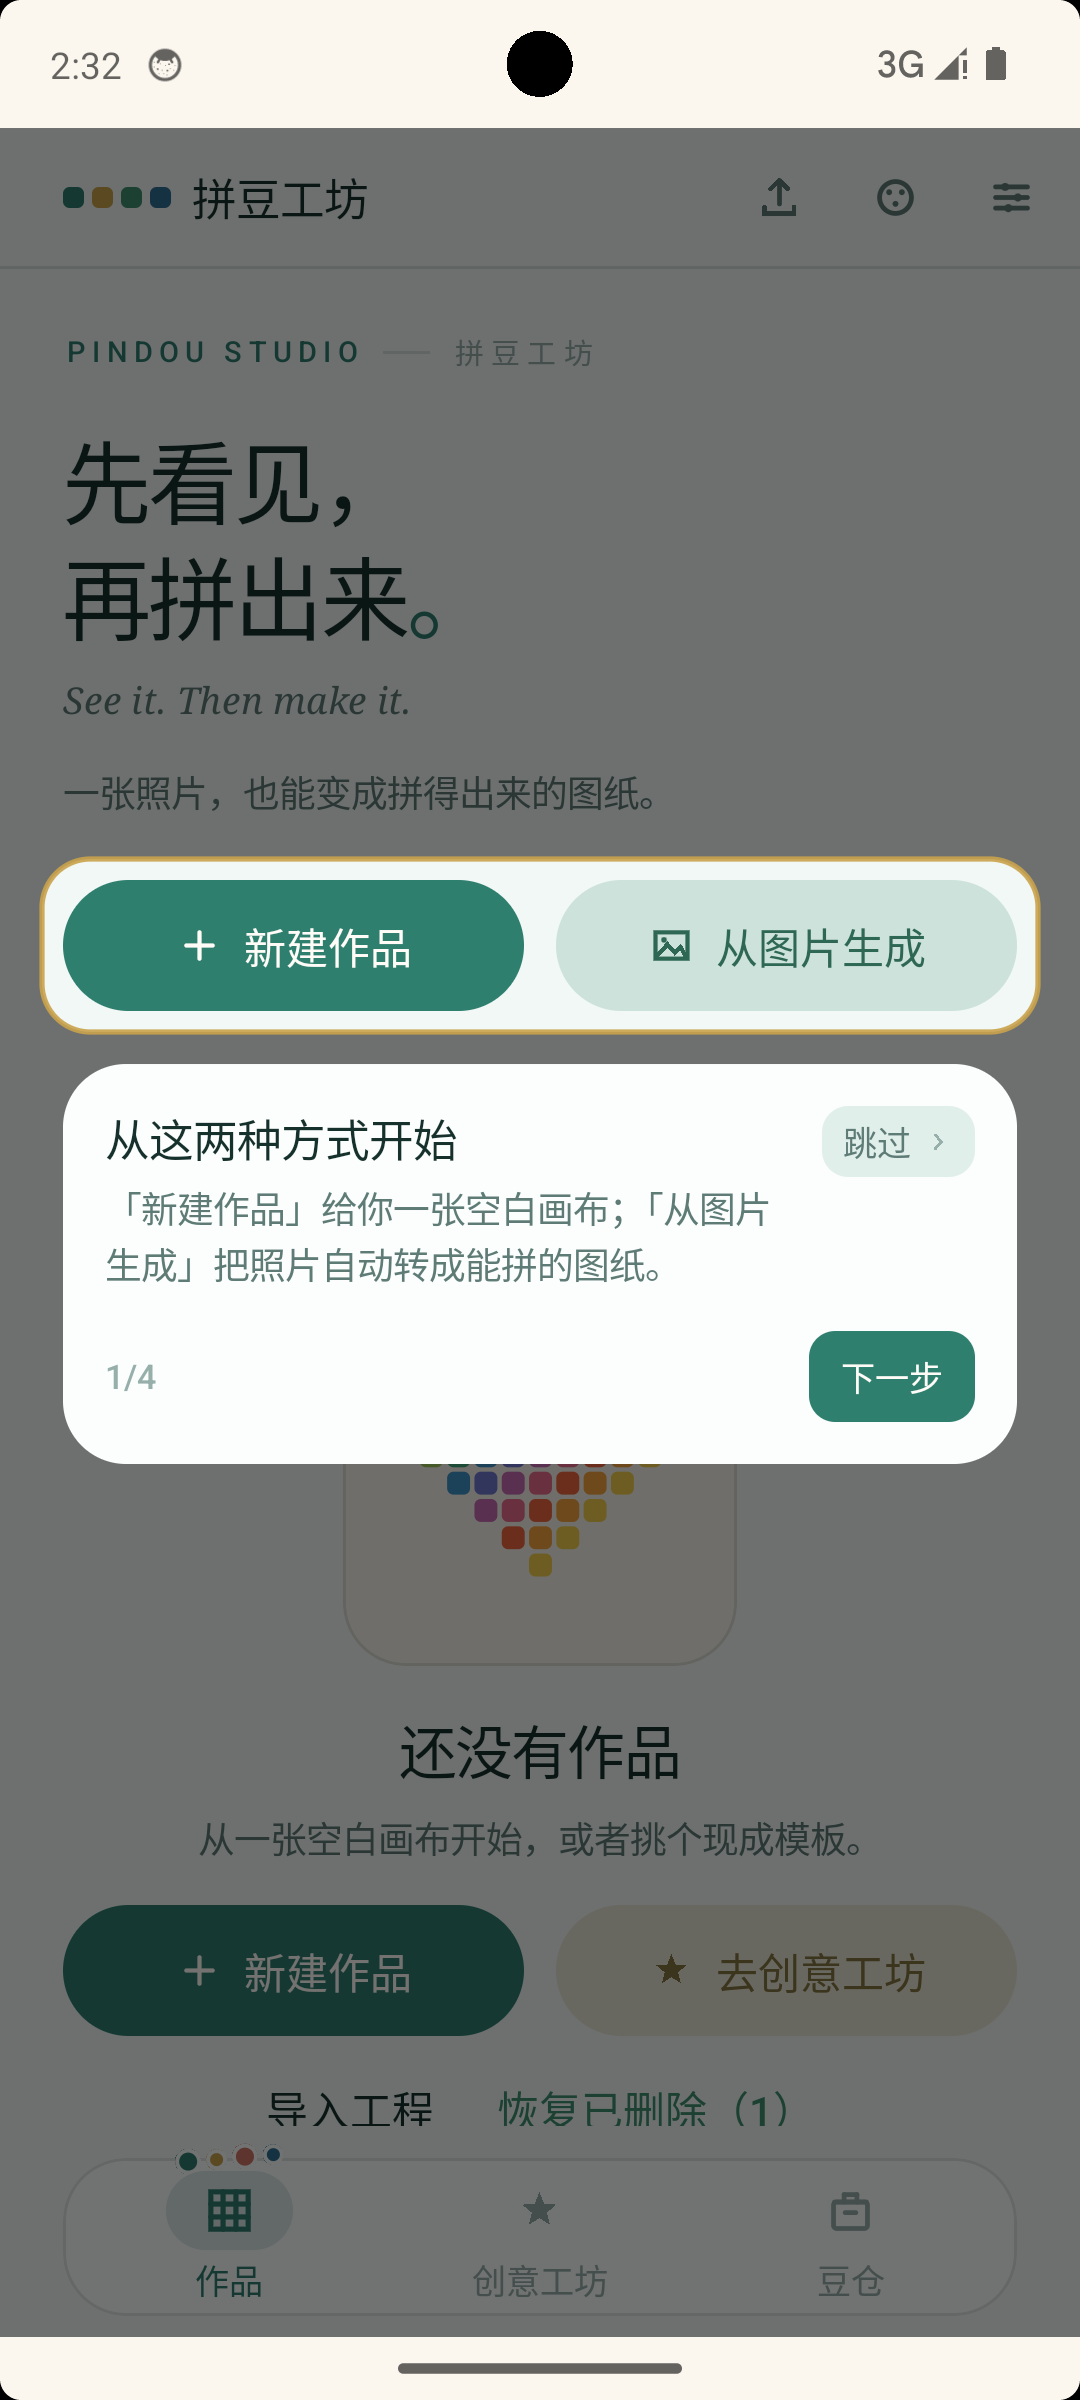 2:32
3G
拼豆工坊
PINDOU STUDIO — 拼豆工坊
先看见，
再拼出来。
See it. Then make it.
一张照片，也能变成拼得出来的图纸。
新建作品
从图片生成
从这两种方式开始
跳过
「新建作品」给你一张空白画布；「从图片
生成」把照片自动转成能拼的图纸。
1/4
下一步
还没有作品
从一张空白画布开始，或者挑个现成模板。
新建作品
去创意工坊
导入工程
恢复已删除（1）
作品
创意工坊
豆仓